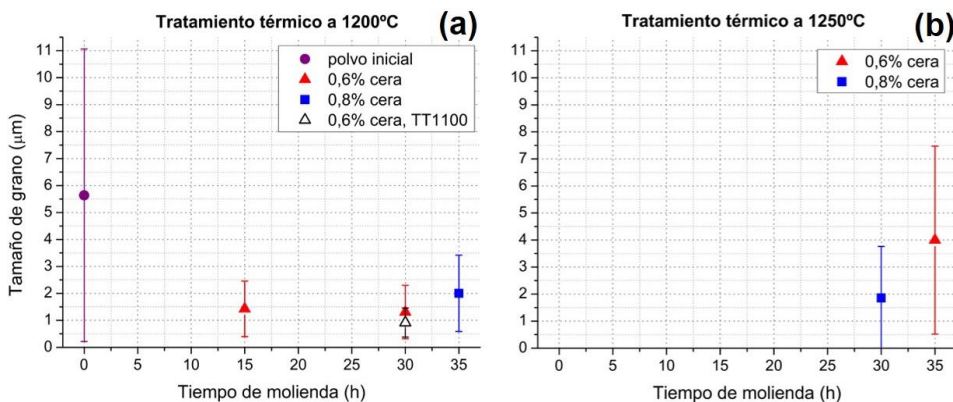 Tratamiento térmico a 1200ºC
(a)
polvo inicial
0,6% cera
0,8% cera
0,6% cera, TT1100
Tamaño de grano (μm)
11
10
9
8
7
6
5
4
3
2
1
0
0 5 10 15 20 25 30 35
Tiempo de molienda (h)
Tratamiento térmico a 1250ºC
(b)
0,6% cera
0,8% cera
11
10
9
8
7
6
5
4
3
2
1
0
0 5 10 15 20 25 30 35
Tiempo de molienda (h)